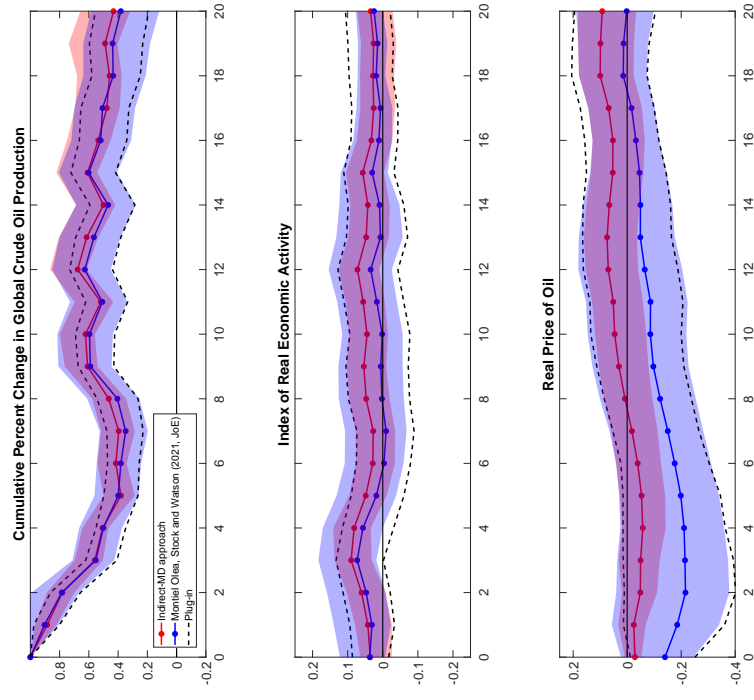 Cumulative Percent Change in Global Crude Oil Production
0.8
0.6
0.4
0.2
0
-0.2
Indirect-MD approach
Montiel Olea, Stock and Watson (2021, JoE)
Plug-in
0 2 4 6 8 10 12 14 16 18 20
Index of Real Economic Activity
0.2
0.1
0
-0.1
-0.2
0 2 4 6 8 10 12 14 16 18 20
Real Price of Oil
0.2
0
-0.2
-0.4
0 2 4 6 8 10 12 14 16 18 20